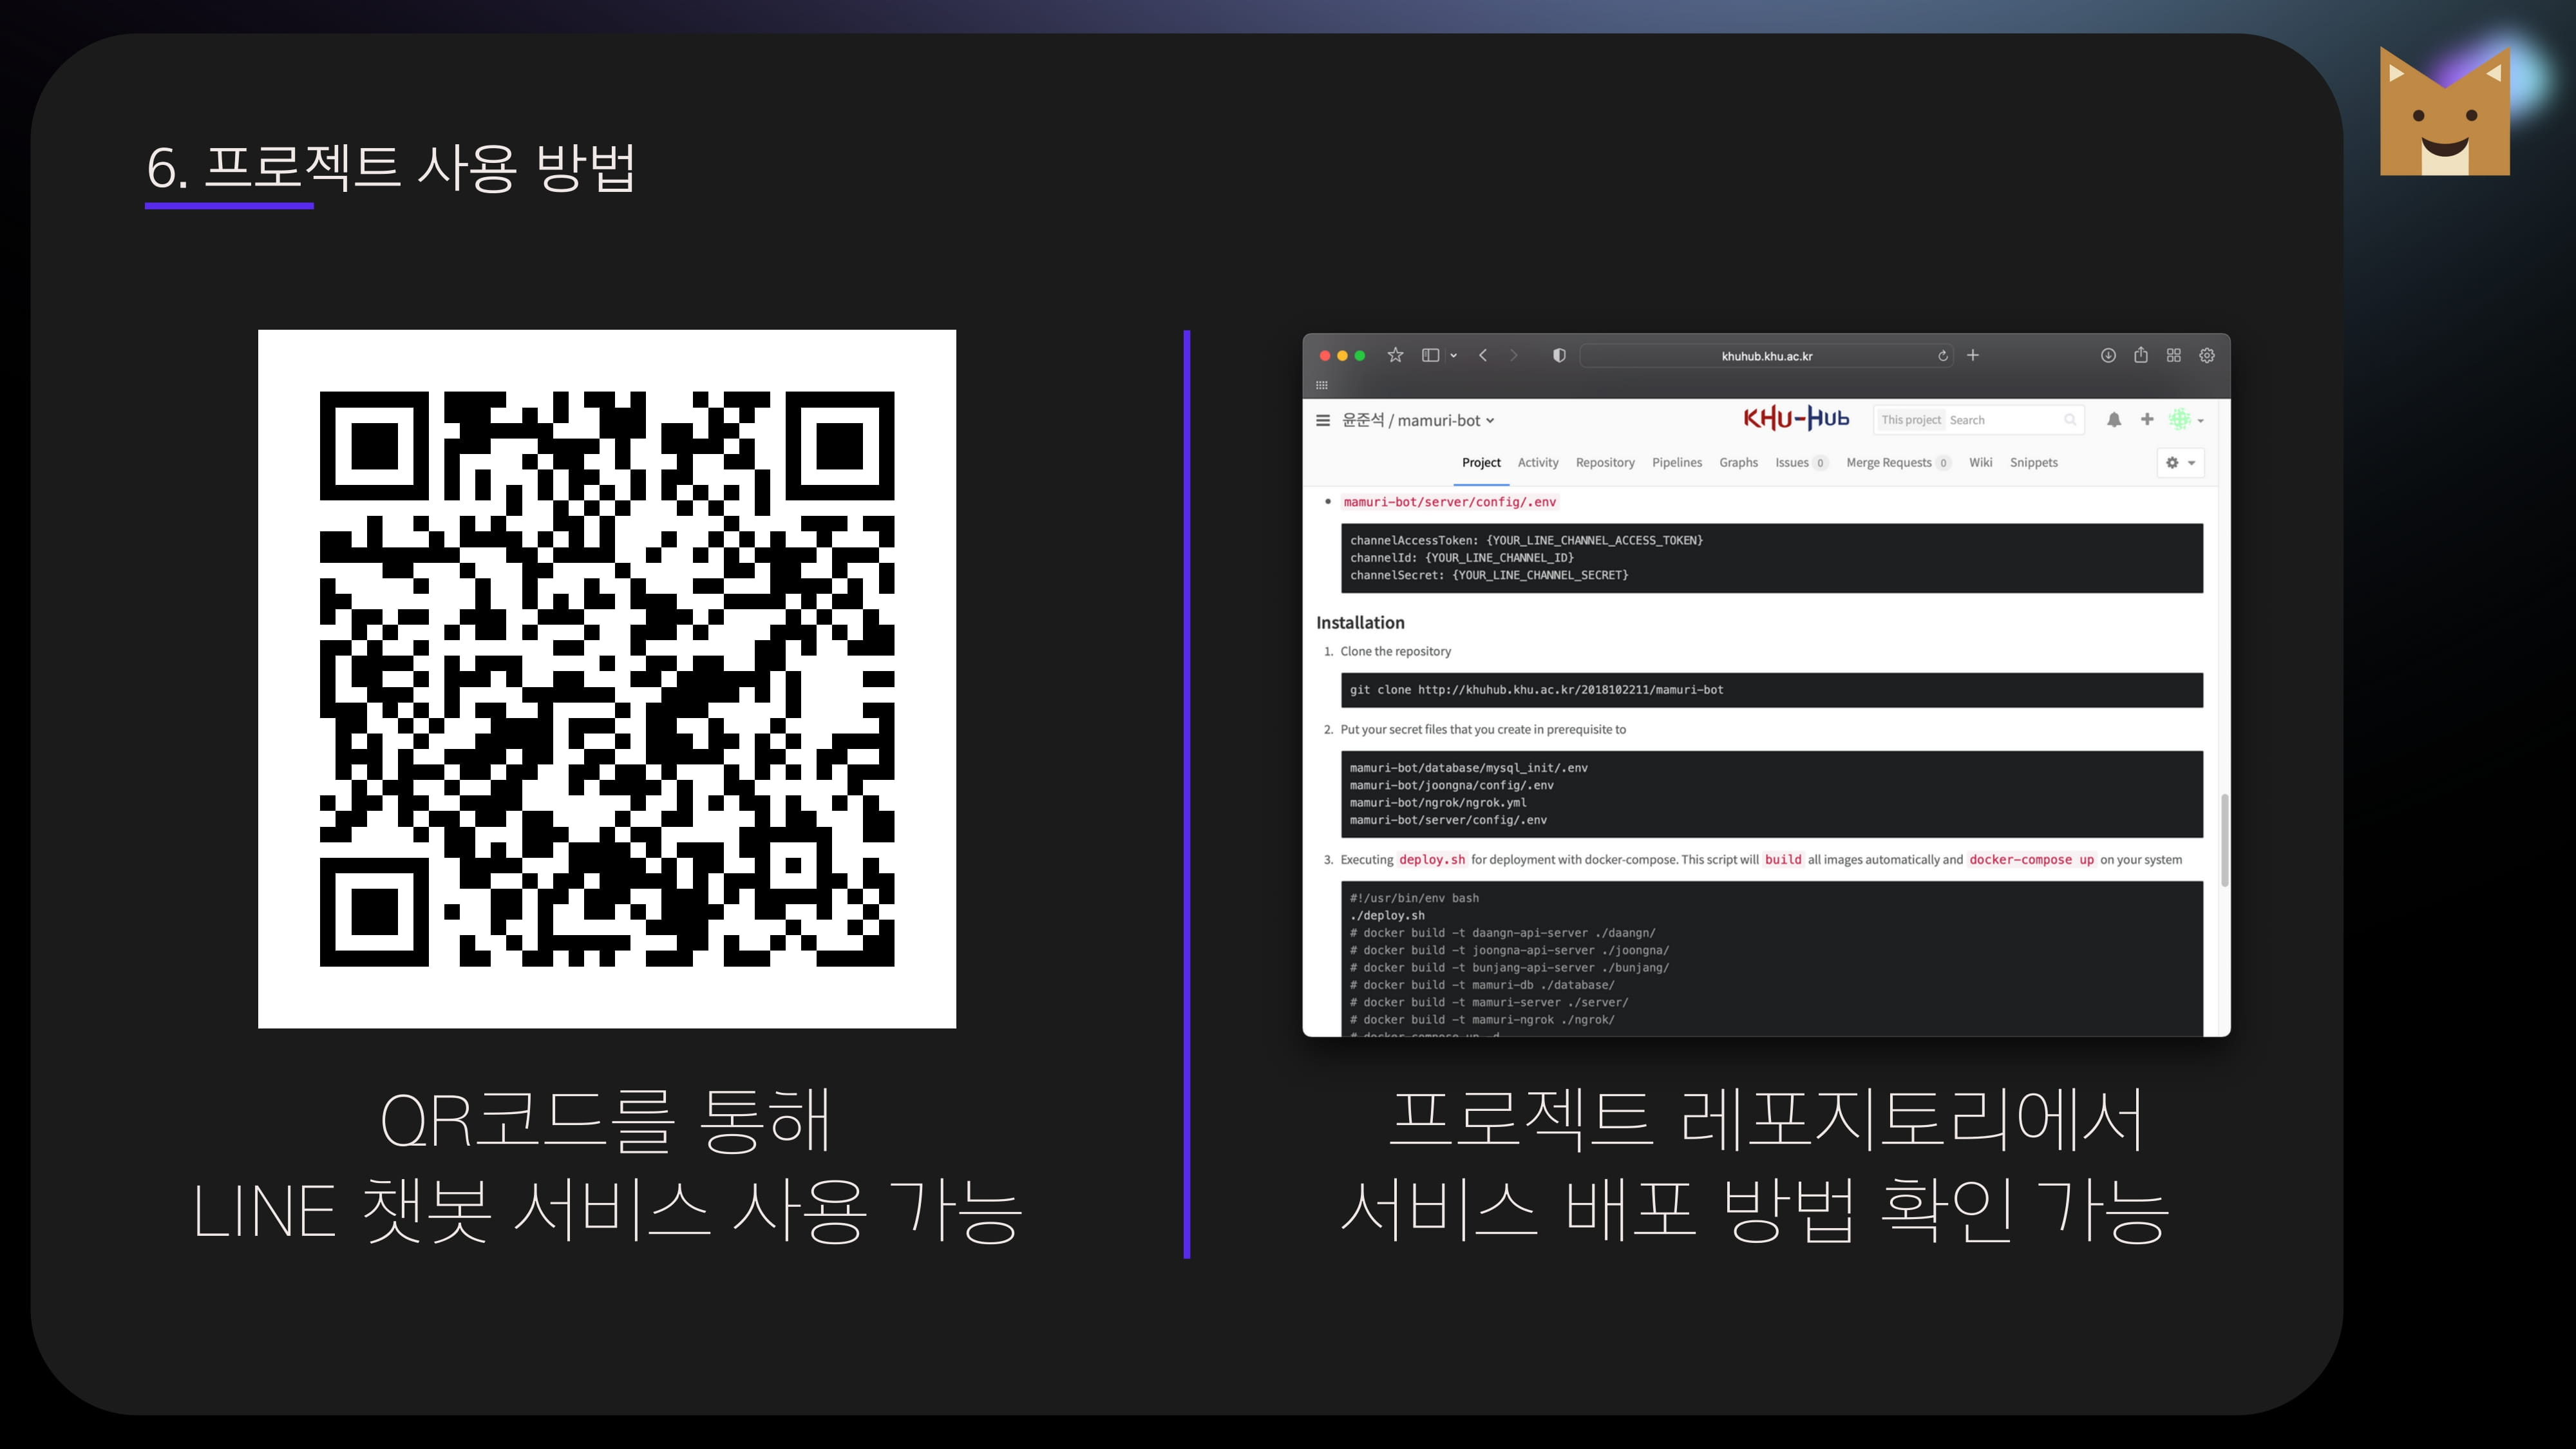 6. 프로젝트 사용 방법
QR코드를 통해
LINE 챗봇 서비스 사용 가능
khuhub.khu.ac.kr
윤준석 / mamuri-bot
KHU-HUB
This project Search
Project Activity Repository Pipelines Graphs Issues 0 Merge Requests 0 Wiki Snippets
mamuri-bot/server/config/.env
channelAccessToken: {YOUR_LINE_CHANNEL_ACCESS_TOKEN}
channelId: {YOUR_LINE_CHANNEL_ID}
channelSecret: {YOUR_LINE_CHANNEL_SECRET}
Installation
1. Clone the repository
git clone http://khuhub.khu.ac.kr/2018102211/mamuri-bot
2. Put your secret files that you create in prerequisite to
mamuri-bot/database/mysql_init/.env
mamuri-bot/joongna/config/.env
mamuri-bot/ngrok/ngrok.yml
mamuri-bot/server/config/.env
3. Executing deploy.sh for deployment with docker-compose. This script will build all images automatically and docker-compose up on your system
#!/usr/bin/env bash
./deploy.sh
# docker build -t daangn-api-server ./daangn/
# docker build -t joongna-api-server ./joongna/
# docker build -t bunjang-api-server ./bunjang/
# docker build -t mamuri-db ./database/
# docker build -t mamuri-server ./server/
# docker build -t mamuri-ngrok ./ngrok/
# docker-compose up -d
프로젝트 레포지토리에서
서비스 배포 방법 확인 가능